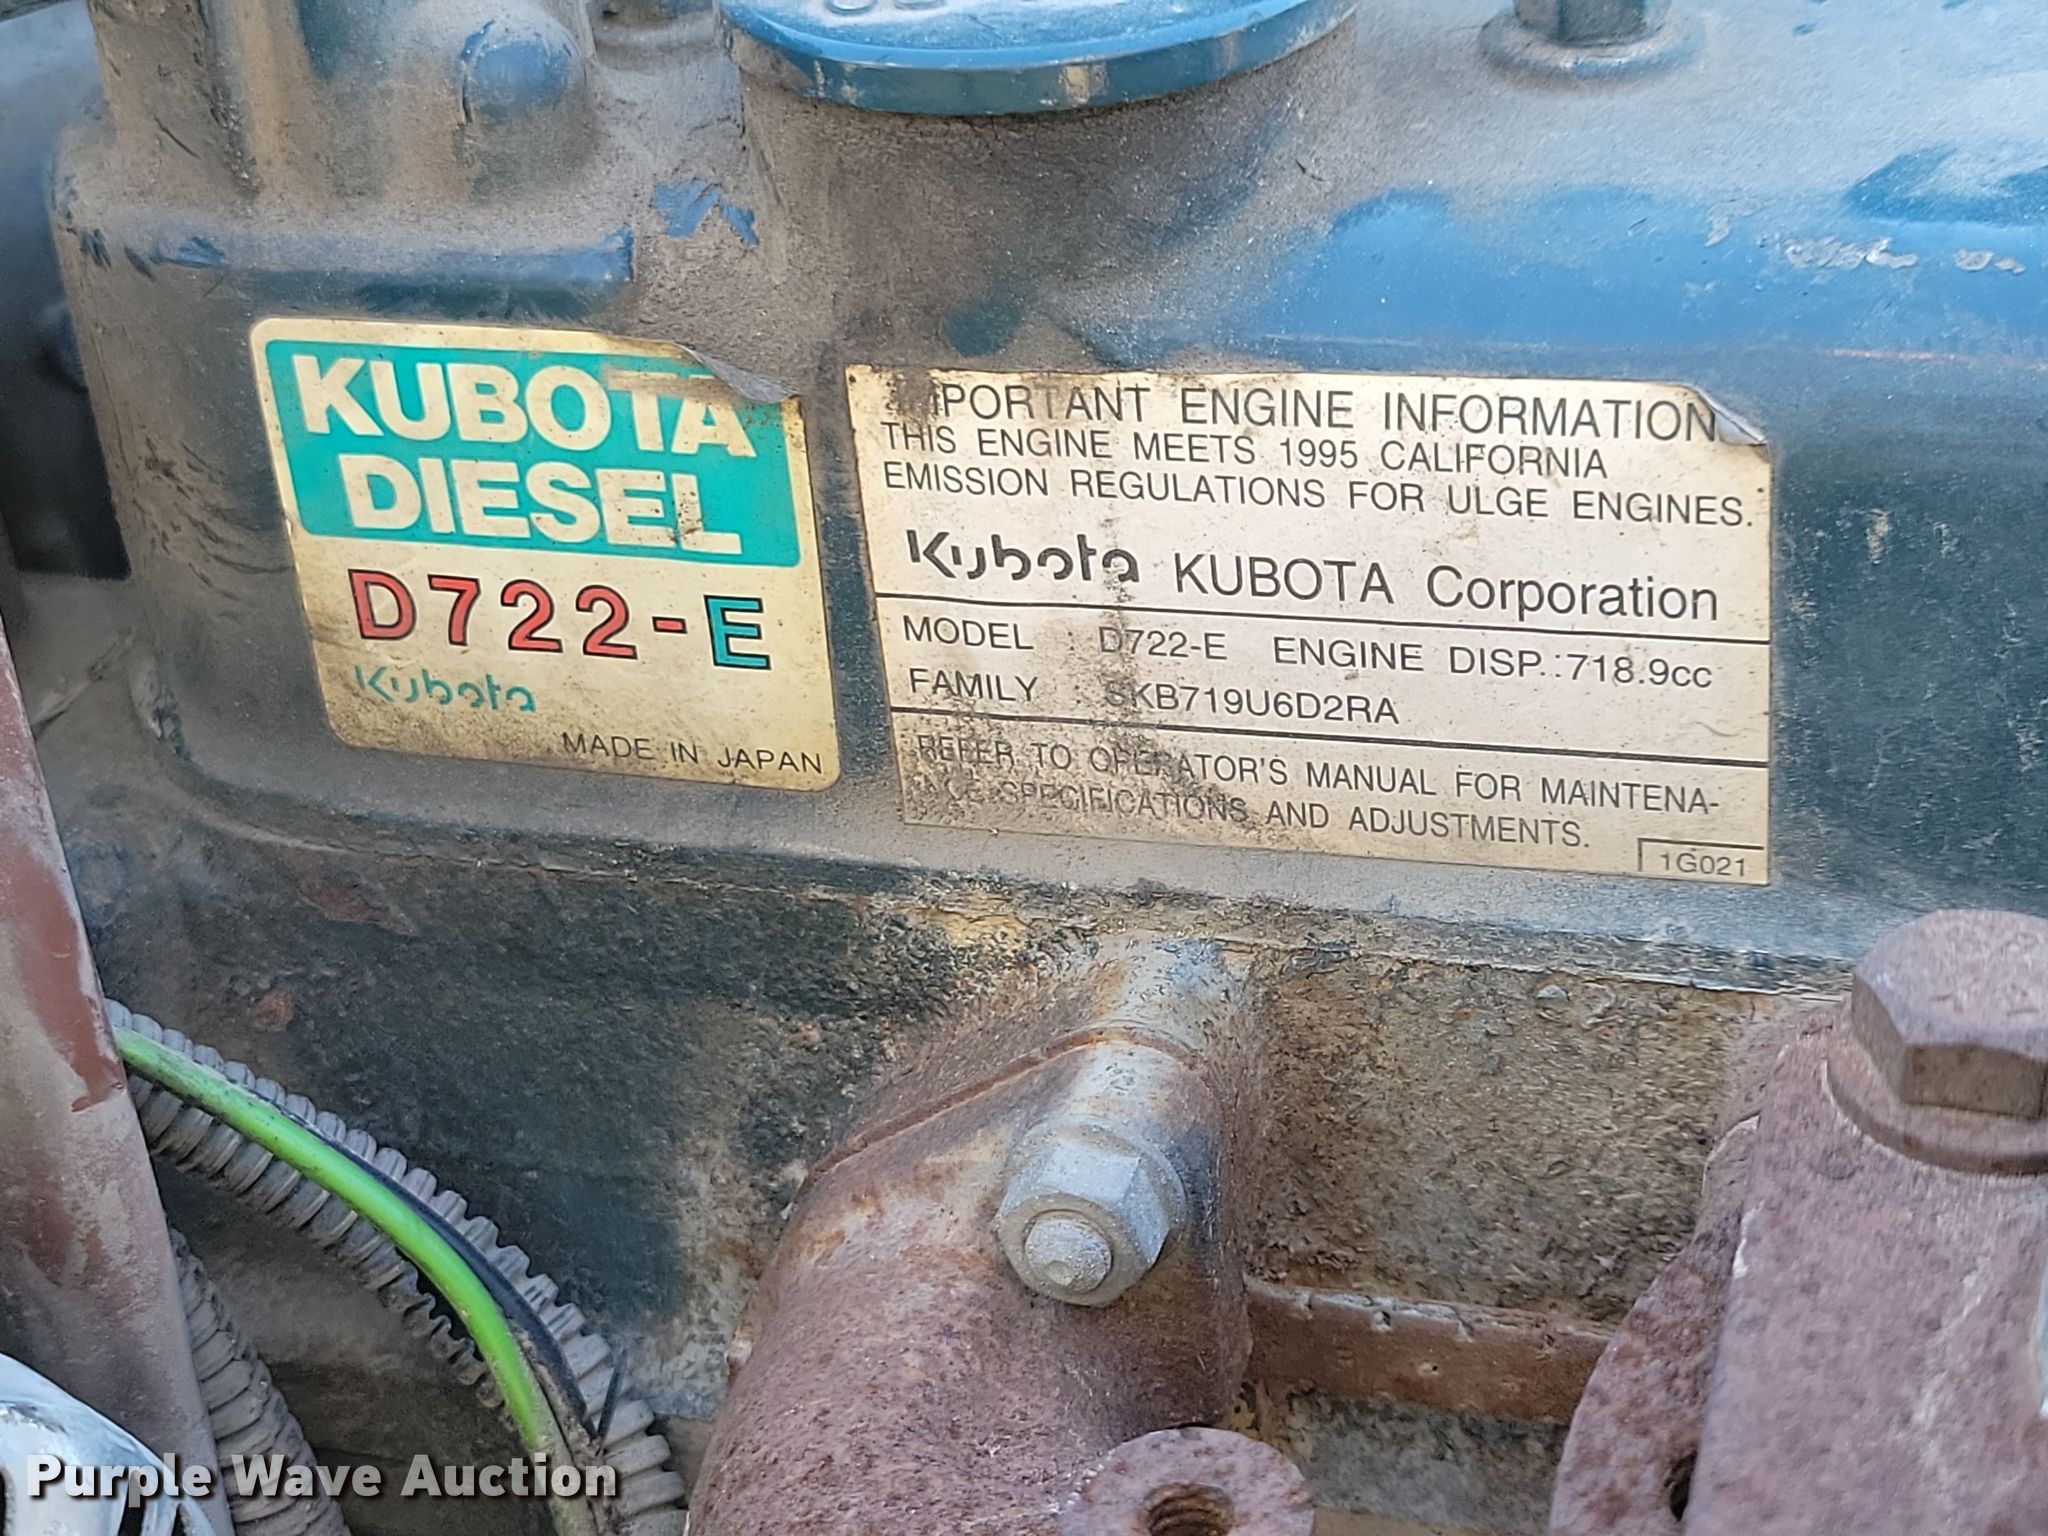 KUBOTA
DIESEL
D722-E
Kubota
MADE IN JAPAN
IMPORTANT ENGINE INFORMATION
THIS ENGINE MEETS 1995 CALIFORNIA
EMISSION REGULATIONS FOR ULGE ENGINES.
Kubota KUBOTA Corporation
MODEL : D722-E ENGINE DISP.:718.9cc
FAMILY : SKB719U6D2RA
REFER TO OPERATOR'S MANUAL FOR MAINTENA-
NCE SPECIFICATIONS AND ADJUSTMENTS.
1G021
Purple Wave Auction